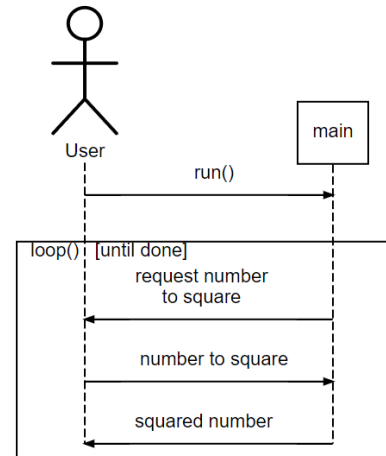 User
main
run()
loop() [until done]
request number
to square
number to square
squared number